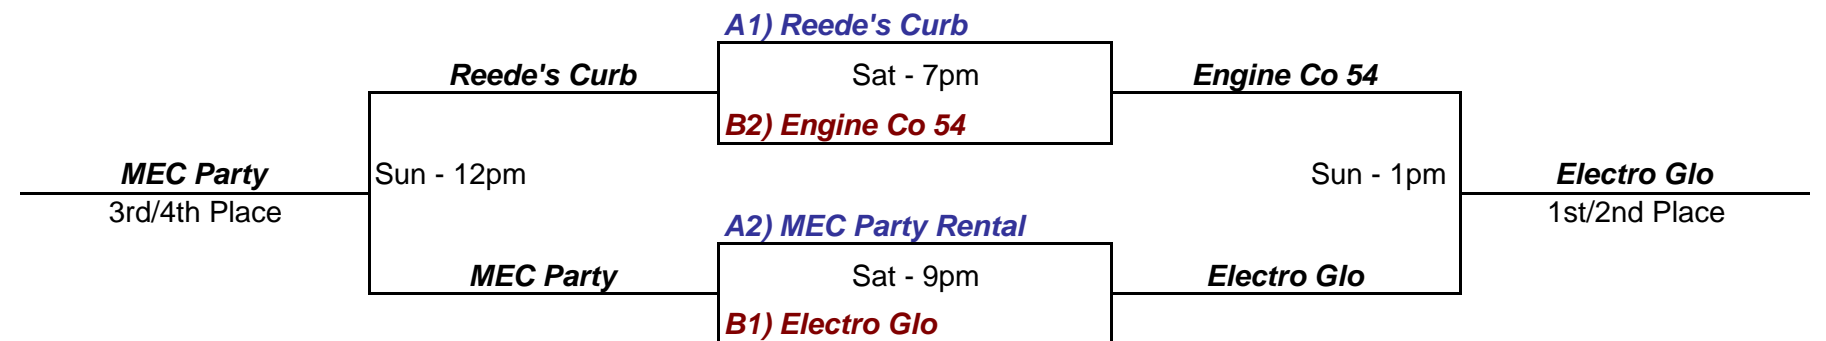 A1) Reede's Curb
Reede's Curb
Sat - 7pm
Engine Co 54
B2) Engine Co 54
MEC Party
Sun - 12pm
Sun - 1pm
Electro Glo
3rd/4th Place
1st/2nd Place
A2) MEC Party Rental
MEC Party
Sat - 9pm
Electro Glo
B1) Electro Glo